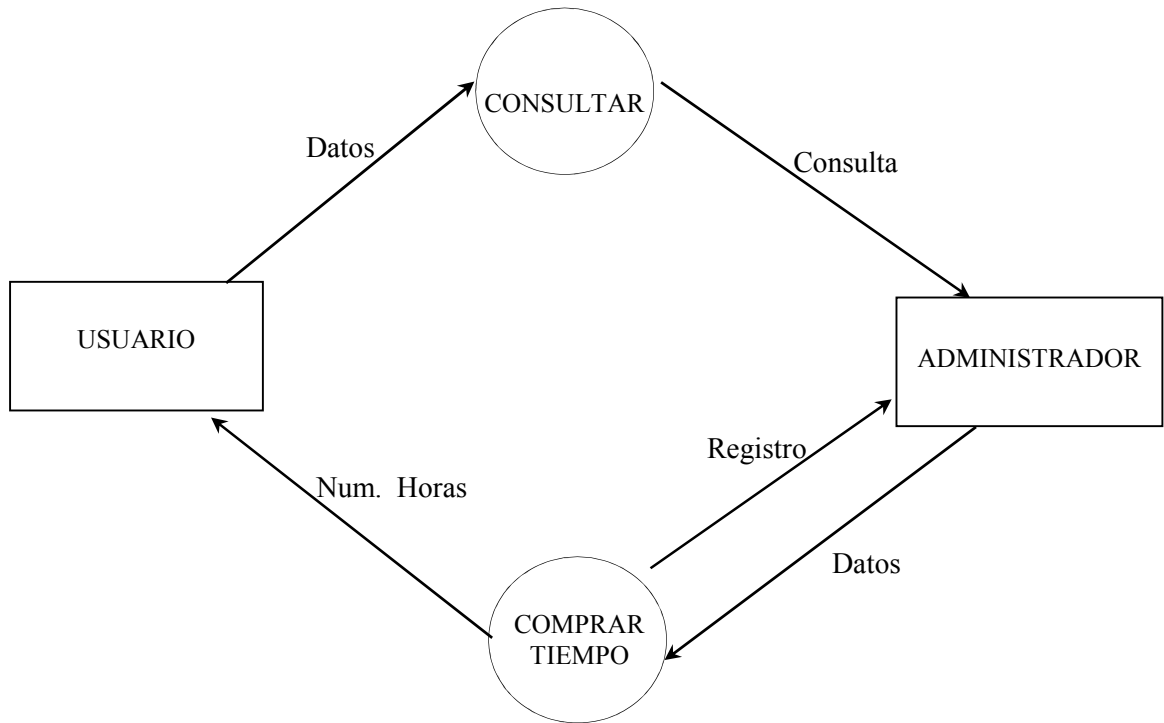 CONSULTAR
Datos
Consulta
USUARIO
ADMINISTRADOR
Registro
Num. Horas
Datos
COMPRAR
TIEMPO